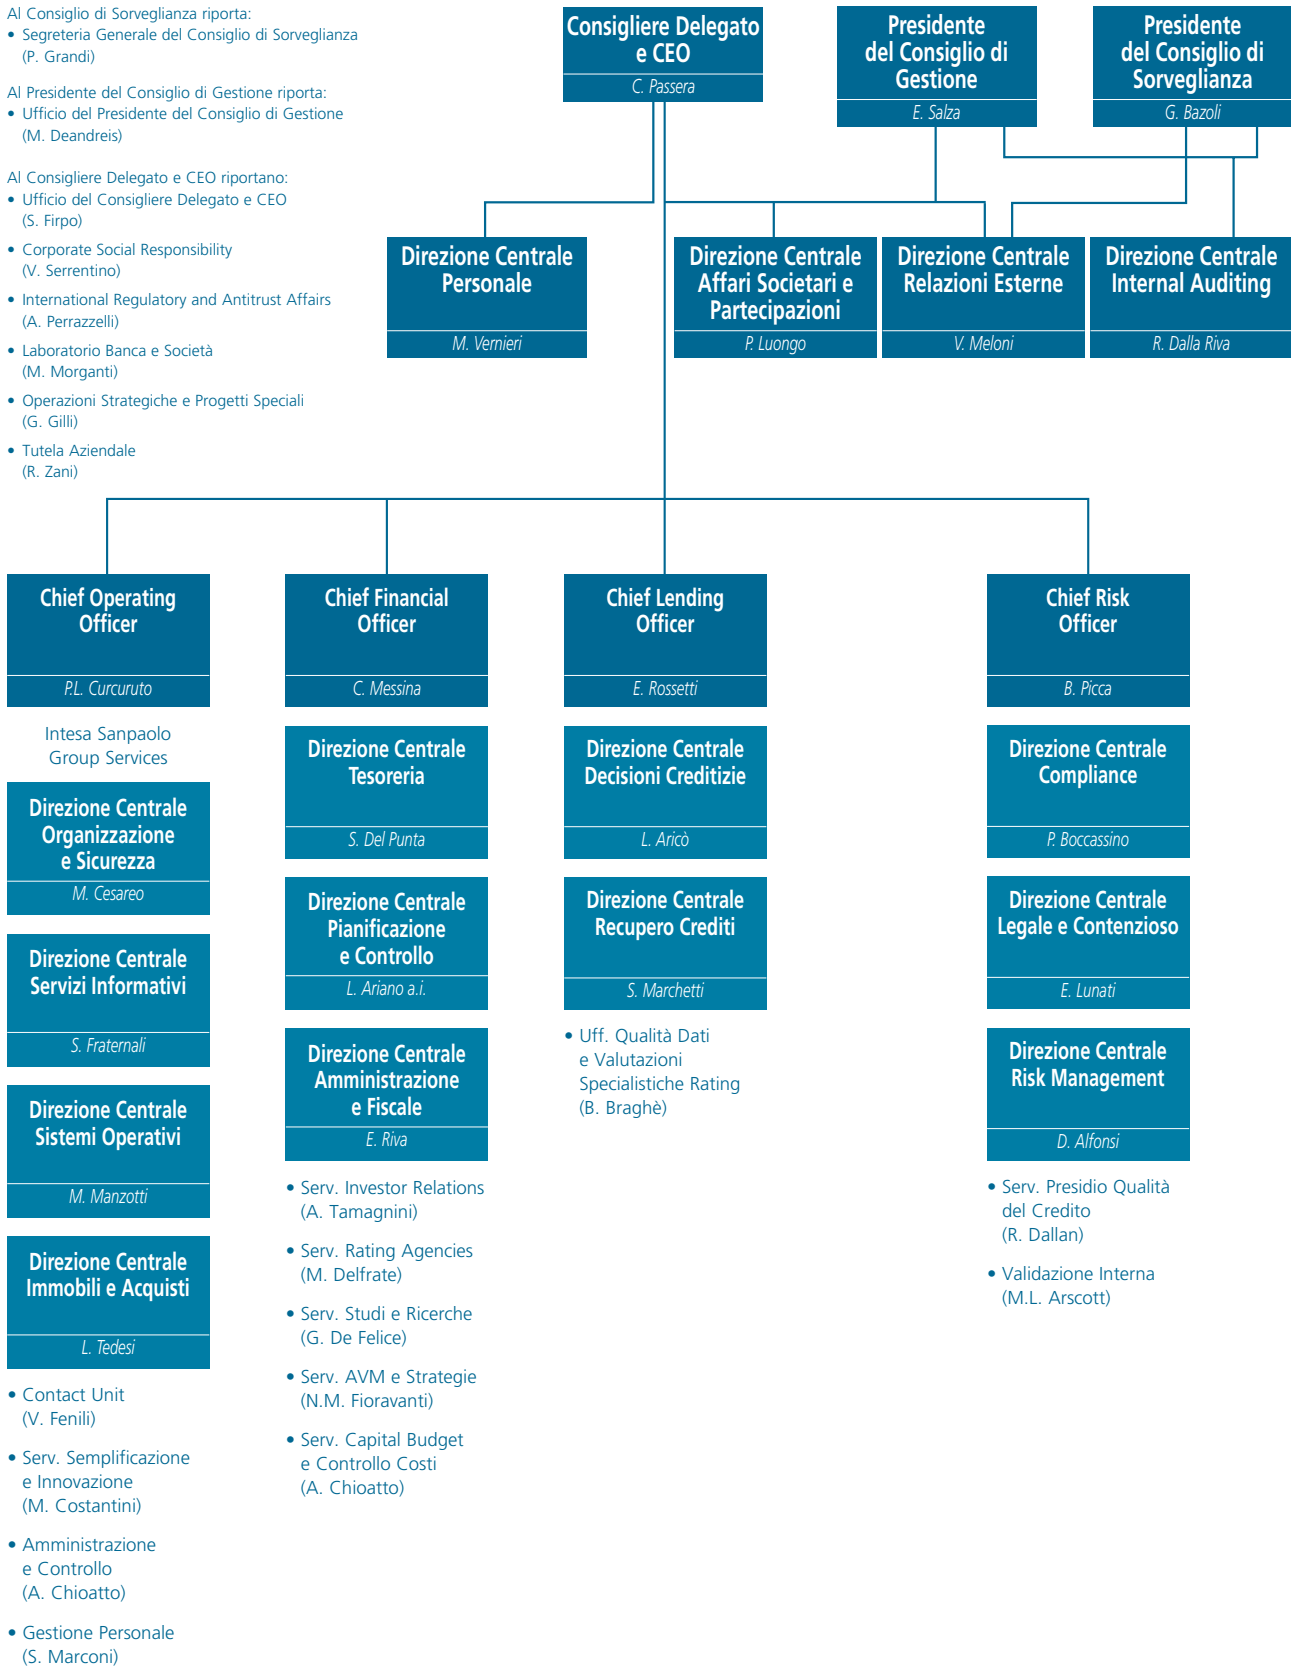 Al Consiglio di Sorveglianza riporta:
• Segreteria Generale del Consiglio di Sorveglianza
(P. Grandi)
Al Presidente del Consiglio di Gestione riporta:
• Ufficio del Presidente del Consiglio di Gestione
(M. Deandreis)
Al Consigliere Delegato e CEO riportano:
• Ufficio del Consigliere Delegato e CEO
(S. Firpo)
• Corporate Social Responsibility
(V. Serrentino)
• International Regulatory and Antitrust Affairs
(A. Perrazzelli)
• Laboratorio Banca e Società
(M. Morganti)
• Operazioni Strategiche e Progetti Speciali
(G. Gilli)
• Tutela Aziendale
(R. Zani)
Consigliere Delegato
e CEO
C. Passera
Presidente
del Consiglio di
Gestione
E. Salza
Presidente
del Consiglio di
Sorveglianza
G. Bazoli
Direzione Centrale
Personale
M. Vernieri
Direzione Centrale
Affari Societari e
Partecipazioni
P. Luongo
Direzione Centrale
Relazioni Esterne
V. Meloni
Direzione Centrale
Internal Auditing
R. Dalla Riva
Chief Operating
Officer
P.L. Curcuruto
Intesa Sanpaolo
Group Services
Direzione Centrale
Organizzazione
e Sicurezza
M. Cesareo
Direzione Centrale
Servizi Informativi
S. Fraternali
Direzione Centrale
Sistemi Operativi
M. Manzotti
Direzione Centrale
Immobili e Acquisti
L. Tedesi
• Contact Unit
(V. Fenili)
• Serv. Semplificazione
e Innovazione
(M. Costantini)
• Amministrazione
e Controllo
(A. Chioatto)
• Gestione Personale
(S. Marconi)
Chief Financial
Officer
C. Messina
Direzione Centrale
Tesoreria
S. Del Punta
Direzione Centrale
Pianificazione
e Controllo
L. Ariano a.i.
Direzione Centrale
Amministrazione
e Fiscale
E. Riva
• Serv. Investor Relations
(A. Tamagnini)
• Serv. Rating Agencies
(M. Delfrate)
• Serv. Studi e Ricerche
(G. De Felice)
• Serv. AVM e Strategie
(N.M. Fioravanti)
• Serv. Capital Budget
e Controllo Costi
(A. Chioatto)
Chief Lending
Officer
E. Rossetti
Direzione Centrale
Decisioni Creditizie
L. Aricò
Direzione Centrale
Recupero Crediti
S. Marchetti
• Uff. Qualità Dati
e Valutazioni
Specialistiche Rating
(B. Braghè)
Chief Risk
Officer
B. Picca
Direzione Centrale
Compliance
P. Boccassino
Direzione Centrale
Legale e Contenzioso
E. Lunati
Direzione Centrale
Risk Management
D. Alfonsi
• Serv. Presidio Qualità
del Credito
(R. Dallan)
• Validazione Interna
(M.L. Arscott)